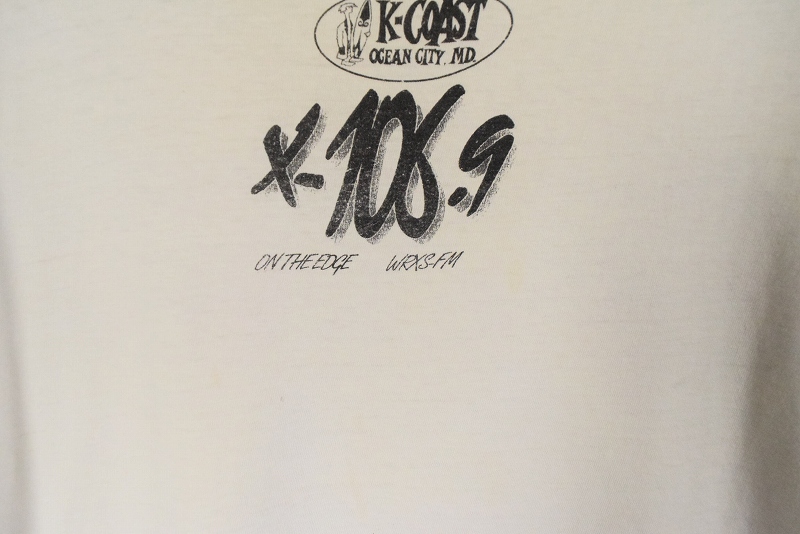 K-COAST
OCEAN CITY, MD.
X-106.9
ON THE EDGE WRXS-FM